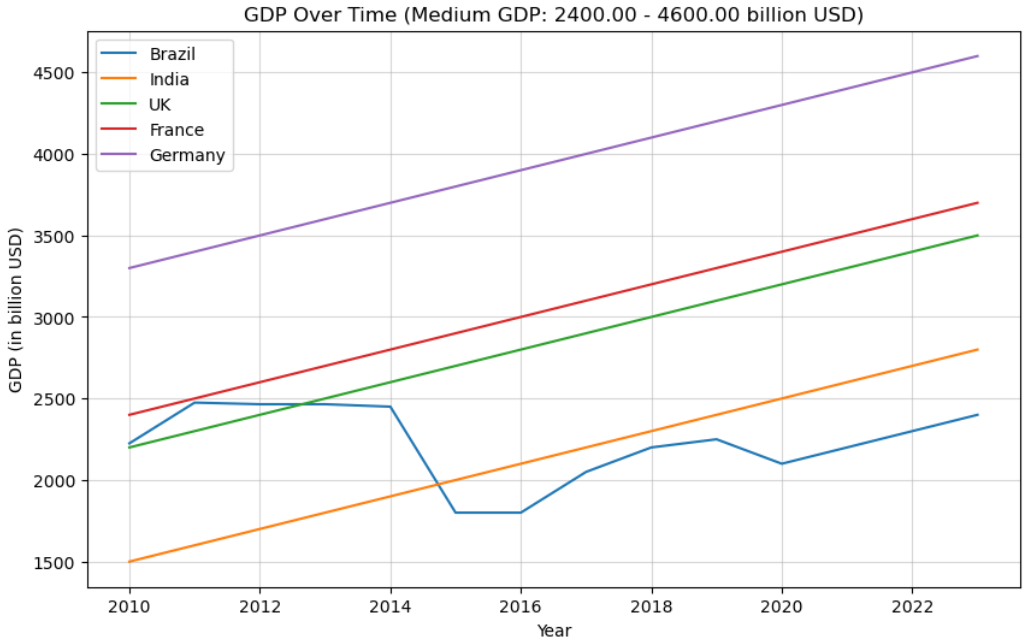 GDP Over Time (Medium GDP: 2400.00 - 4600.00 billion USD)
Brazil
India
UK
France
Germany
GDP (in billion USD)
4500
4000
3500
3000
2500
2000
1500
2010 2012 2014 2016 2018 2020 2022
Year